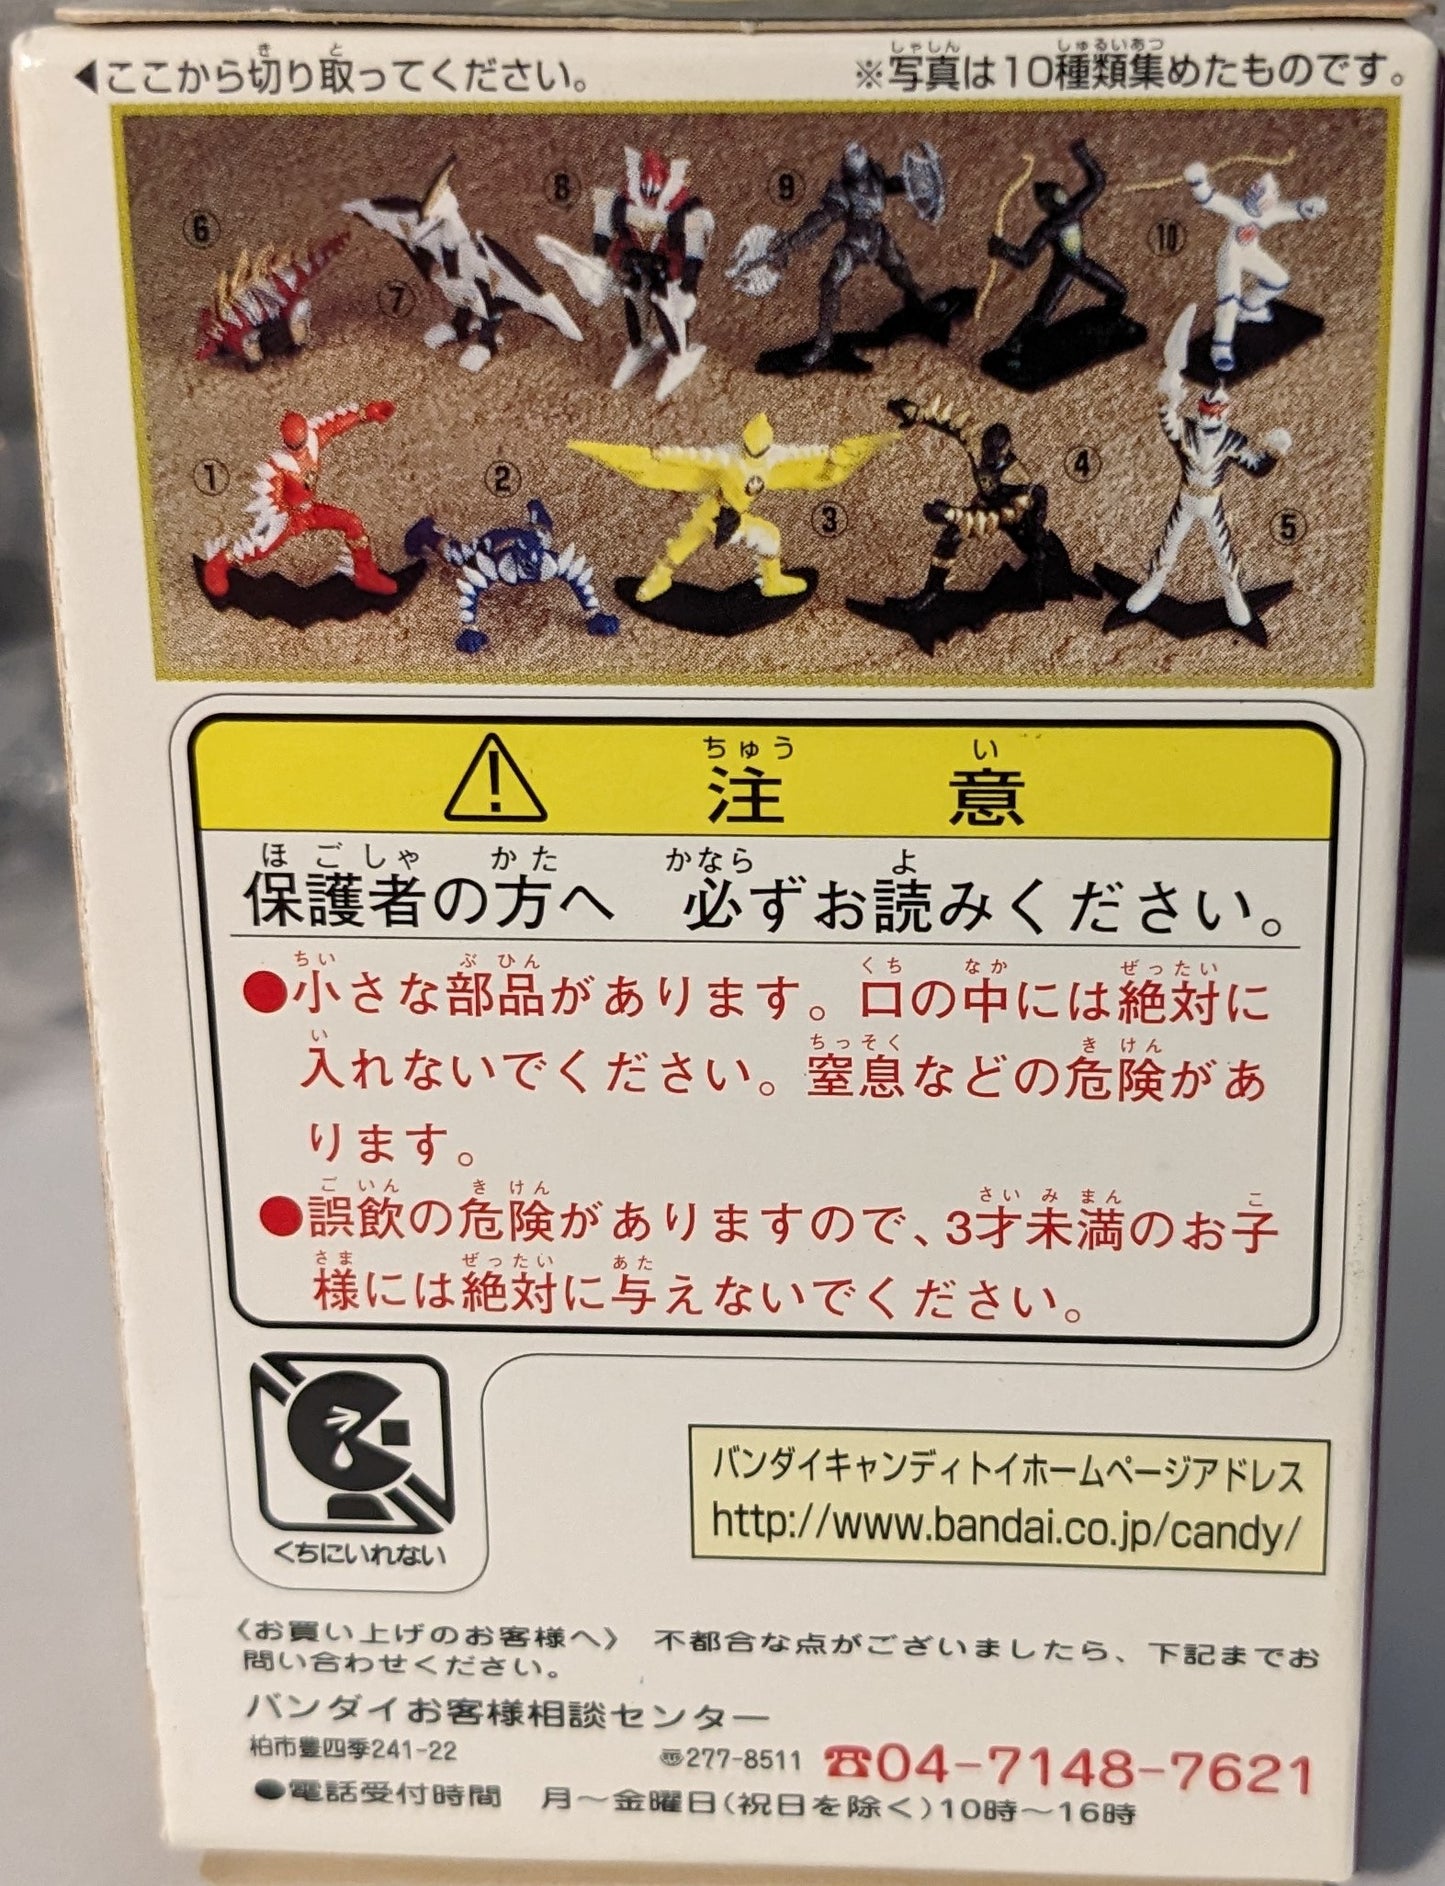 ◀ここから切り取ってください。
※写真は10種類集めたものです。
6
7
8
9
10
1
2
3
4
5
注意
保護者の方へ 必ずお読みください。
●小さな部品があります。口の中には絶対に
入れないでください。窒息などの危険があ
ります。
●誤飲の危険がありますので、3才未満のお子
様には絶対に与えないでください。
くちにいれない
バンダイキャンディトイホームページアドレス
http://www.bandai.co.jp/candy/
〈お買い上げのお客様へ〉 不都合な点がございましたら、下記までお
問い合わせください。
バンダイお客様相談センター
柏市豊四季241-22 〠277-8511 ☎04-7148-7621
●電話受付時間 月～金曜日(祝日を除く)10時～16時